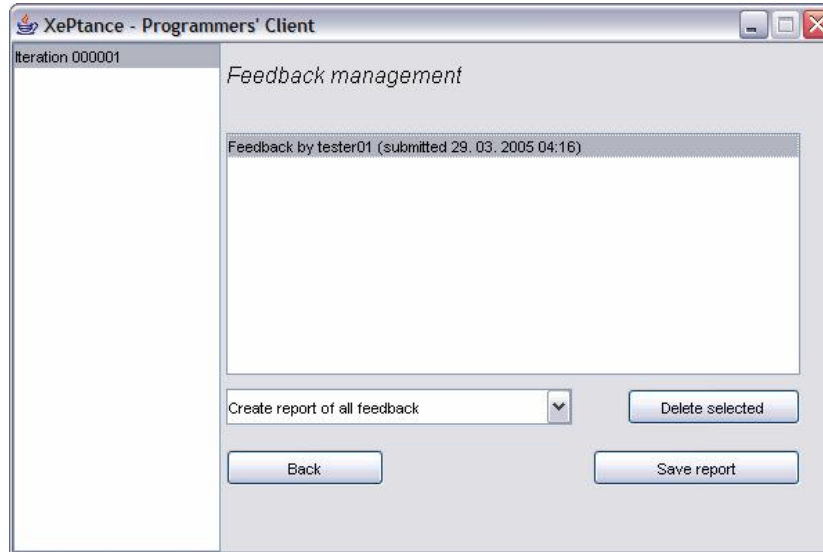 XePtance - Programmers' Client
Iteration 000001
Feedback management
Feedback by tester01 (submitted 29. 03. 2005 04:16)
Create report of all feedback
Delete selected
Back
Save report